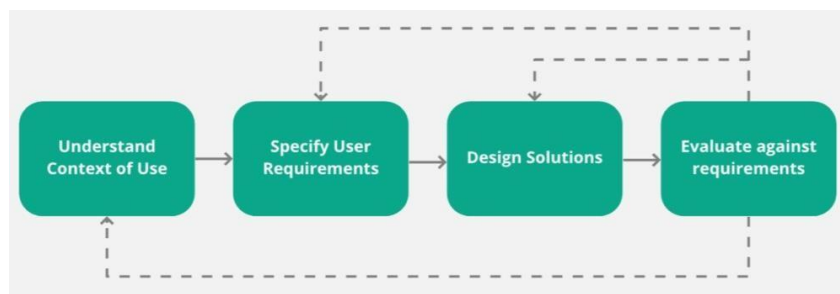 Understand
Context of Use
Specify User
Requirements
Design Solutions
Evaluate against
requirements